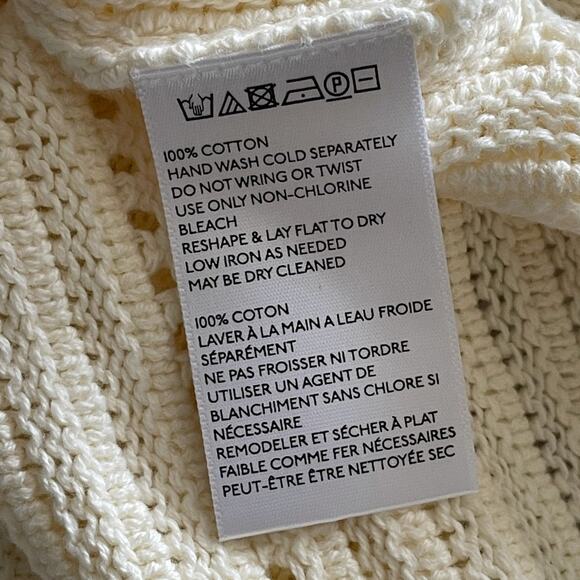 P
100% COTTON
HAND WASH COLD SEPARATELY
DO NOT WRING OR TWIST
USE ONLY NON-CHLORINE
BLEACH
RESHAPE & LAY FLAT TO DRY
LOW IRON AS NEEDED
MAY BE DRY CLEANED
100% COTON
LAVER À LA MAIN A LEAU FROIDE
SÉPARÉMENT
NE PAS FROISSER NI TORDRE
UTILISER UN AGENT DE
BLANCHIMENT SANS CHLORE SI
NÉCESSAIRE
REMODELER ET SÉCHER À PLAT
FAIBLE COMME FER NÉCESSAIRES
PEUT-ÊTRE ÊTRE NETTOYÉE SEC